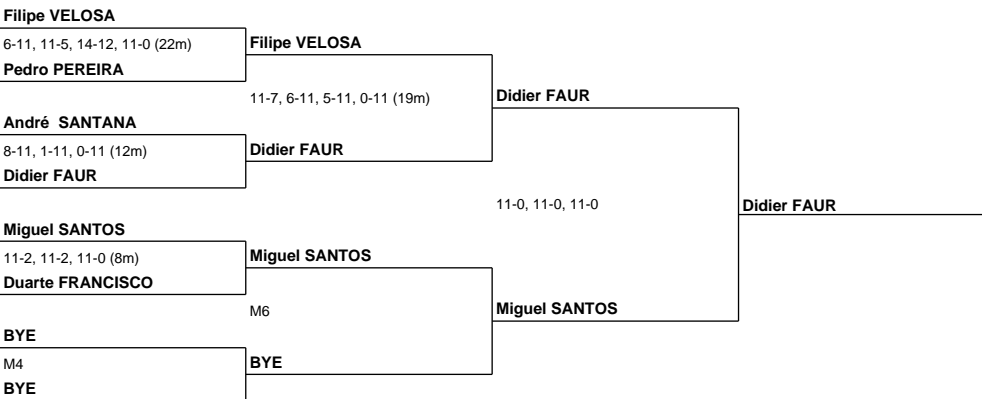 Filipe VELOSA
6-11, 11-5, 14-12, 11-0 (22m)
Pedro PEREIRA
André  SANTANA
8-11, 1-11, 0-11 (12m)
Didier FAUR
Miguel SANTOS
11-2, 11-2, 11-0 (8m)
Duarte FRANCISCO
BYE
M4
BYE
Filipe VELOSA
11-7, 6-11, 5-11, 0-11 (19m)
Didier FAUR
Miguel SANTOS
M6
BYE
Didier FAUR
11-0, 11-0, 11-0
Miguel SANTOS
Didier FAUR